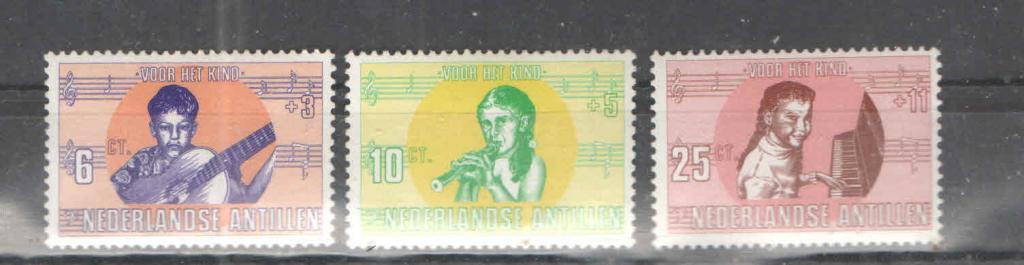 ·VOOR HET KIND·
+3
6 CT.
NEDERLANDSE ANTILLEN
·VOOR HET KIND·
+5
10 CT.
NEDERLANDSE ANTILLEN
·VOOR HET KIND·
+11
25 CT.
NEDERLANDSE ANTILLEN